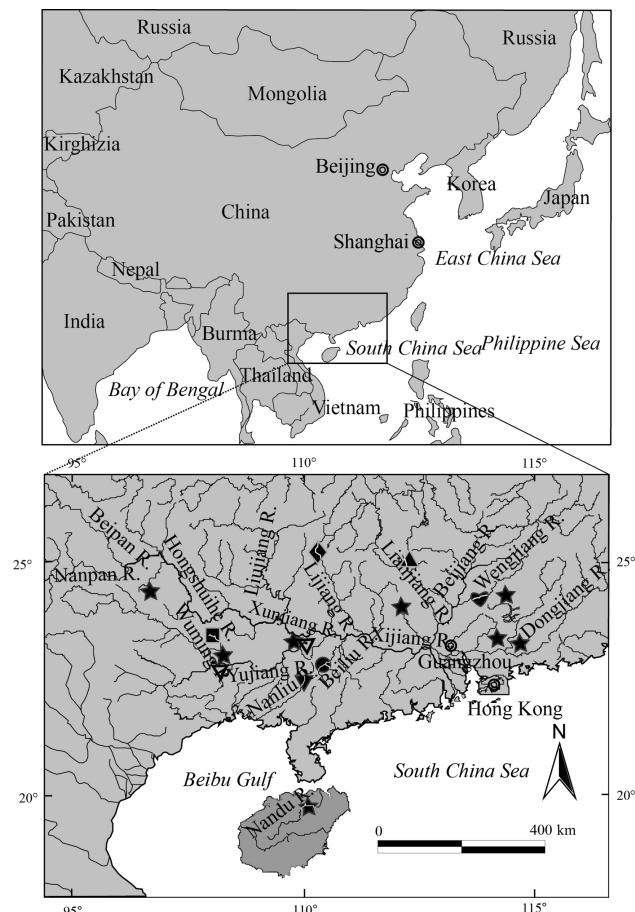 Russia
Russia
Kazakhstan
Mongolia
Kirghizia
Beijing
Korea
Japan
China
Pakistan
Shanghai
East China Sea
Nepal
India
Burma
South China Sea
Philippine Sea
Thailand
Bay of Bengal
Vietnam
Philippines
95°
110°
115°
25°
25°
Beipan R.
Nanpan R.
Hongshuihe R.
Liujiang R.
Lijiang R.
Lianjiang R.
Beijiang R.
Wengjiang R.
Dongjiang R.
Xunjiang R.
Xijiang R.
Wuming
Yujiang R.
Nanliu
Beiliu R.
Guangzhou
Hong Kong
N
Beibu Gulf
South China Sea
20°
20°
Nandu R.
0
400 km
95°
110°
115°